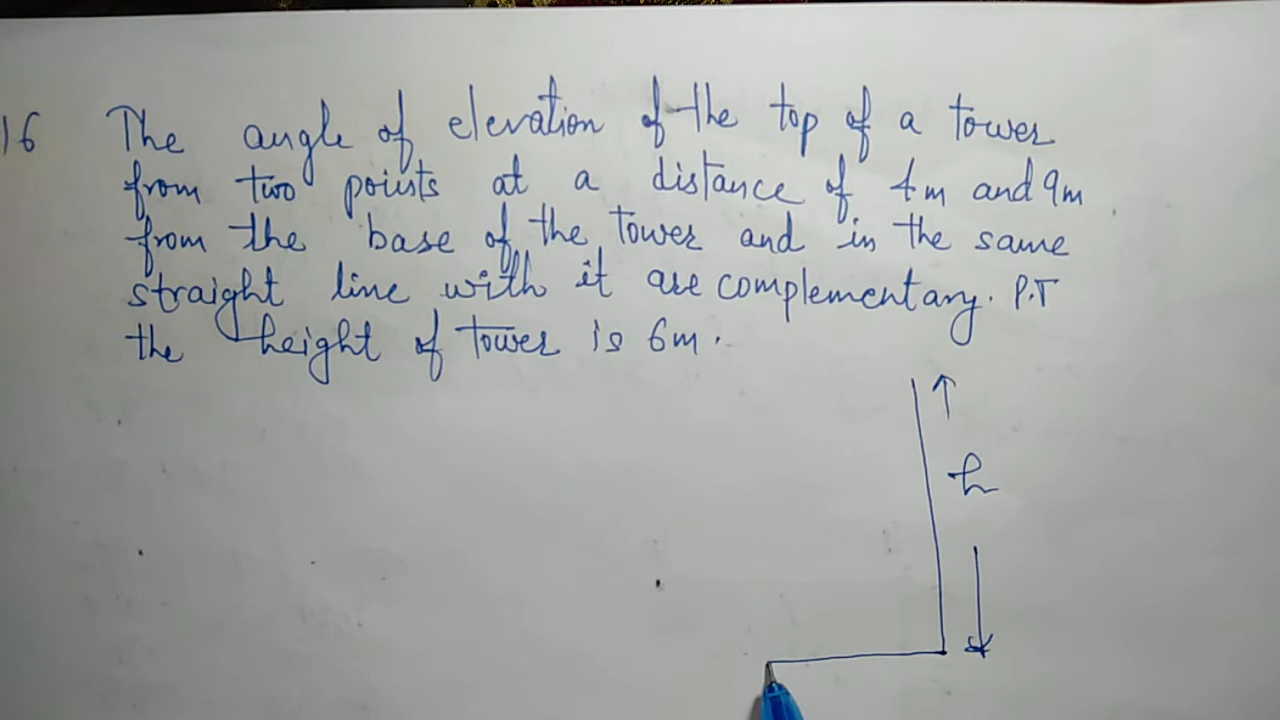 16 The angle of elevation of the top of a tower
from two points at a distance of 4m and 9m
from the base of the tower and in the same
straight line with it are complementary. P.T
the height of tower is 6m.
h